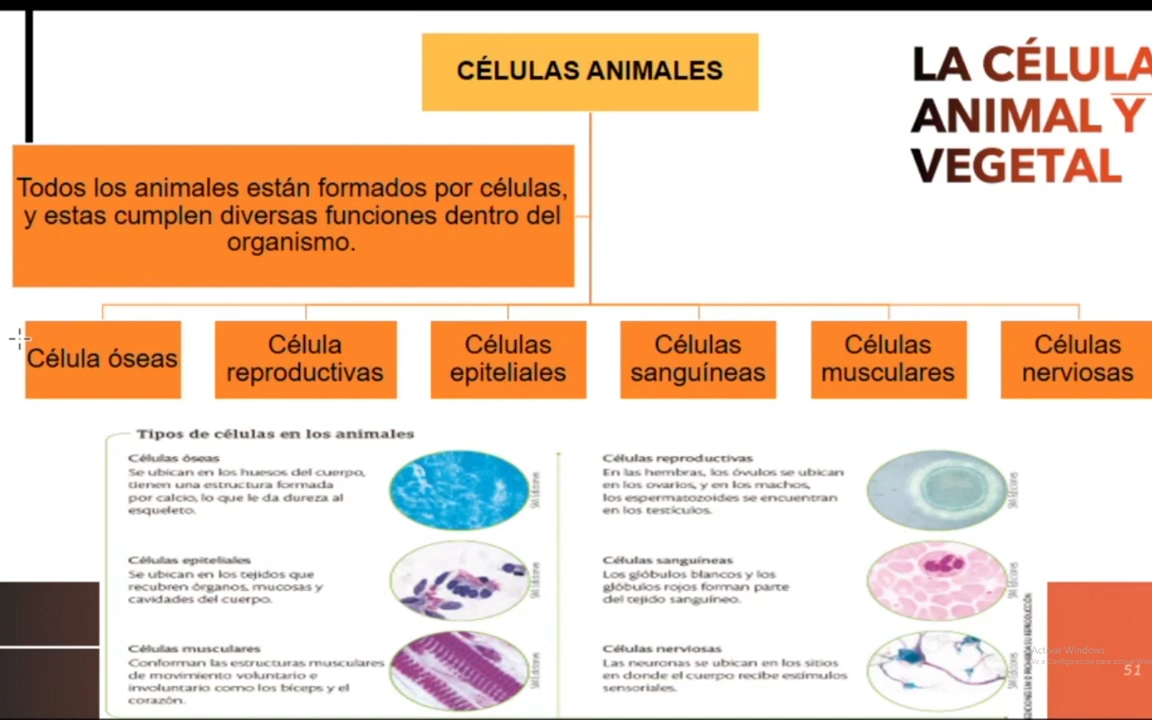 CÉLULAS ANIMALES
LA CÉLULA
ANIMAL Y
VEGETAL
Todos los animales están formados por células,
y estas cumplen diversas funciones dentro del
organismo.
Célula óseas
Célula
reproductivas
Células
epiteliales
Células
sanguíneas
Células
musculares
Células
nerviosas
Tipos de células en los animales
Células óseas
Se ubican en los huesos del cuerpo,
tienen una estructura formada
por calcio, lo que le da dureza al
esqueleto.
Células epiteliales
Se ubican en los tejidos que
recubren órganos, mucosas y
cavidades del cuerpo.
Células musculares
Conforman las estructuras musculares
de movimiento voluntario e
involuntario como los bíceps y el
corazón.
Células reproductivas
En las hembras, los óvulos se ubican
en los ovarios, y en los machos,
los espermatozoides se encuentran
en los testículos.
Células sanguíneas
Los glóbulos blancos y los
glóbulos rojos forman parte
del tejido sanguíneo.
Células nerviosas
Las neuronas se ubican en los sitios
en donde el cuerpo recibe estímulos
sensoriales.
Activar Windows
Ve a Configuración para activar
51